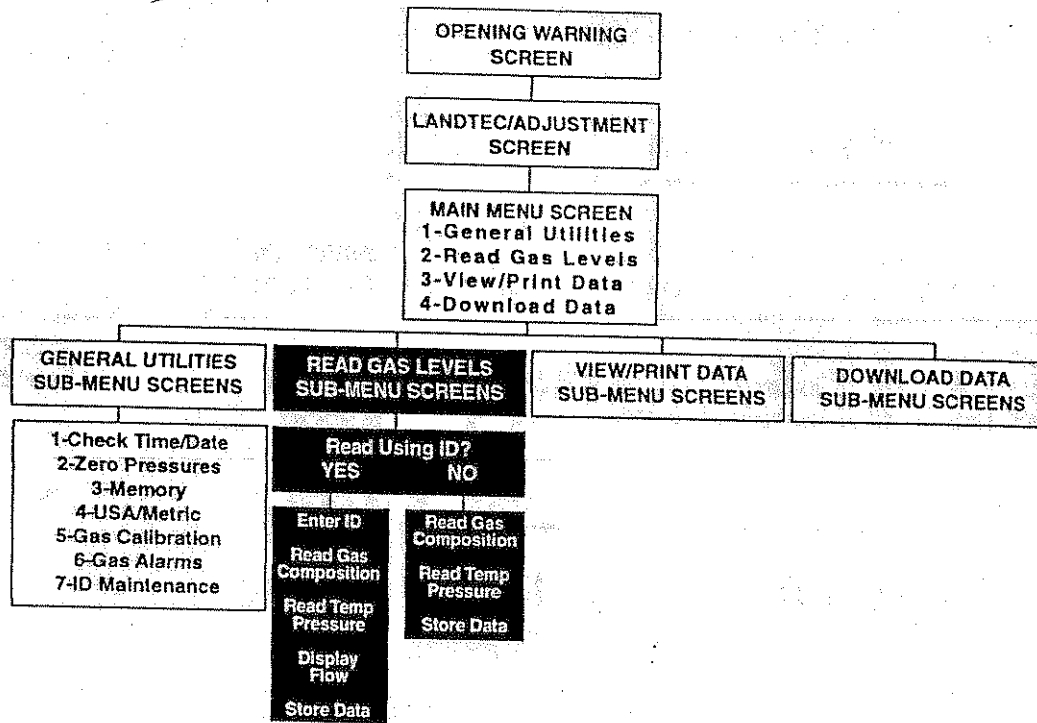 OPENING WARNING
SCREEN
LANDTEC/ADJUSTMENT
SCREEN
MAIN MENU SCREEN
1-General Utilities
2-Read Gas Levels
3-View/Print Data
4-Download Data
GENERAL UTILITIES
SUB-MENU SCREENS
READ GAS LEVELS
SUB-MENU SCREENS
VIEW/PRINT DATA
SUB-MENU SCREENS
DOWNLOAD DATA
SUB-MENU SCREENS
1-Check Time/Date
2-Zero Pressures
3-Memory
4-USA/Metric
5-Gas Calibration
6-Gas Alarms
7-ID Maintenance
Read Using ID?
YES NO
Enter ID
Read Gas
Composition
Read Temp
Pressure
Display
Flow
Store Data
Read Gas
Composition
Read Temp
Pressure
Store Data